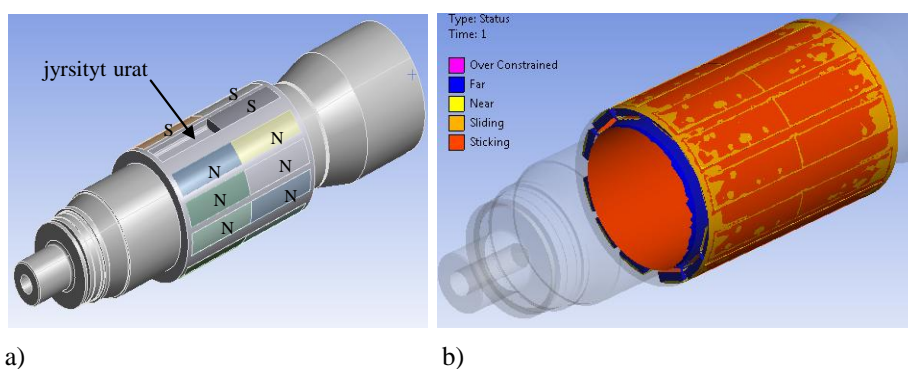 jyrsityt urat
S
S
S
N
N
N
N
N
N
Type: Status
Time: 1
Over Constrained
Far
Near
Sliding
Sticking
a)
b)